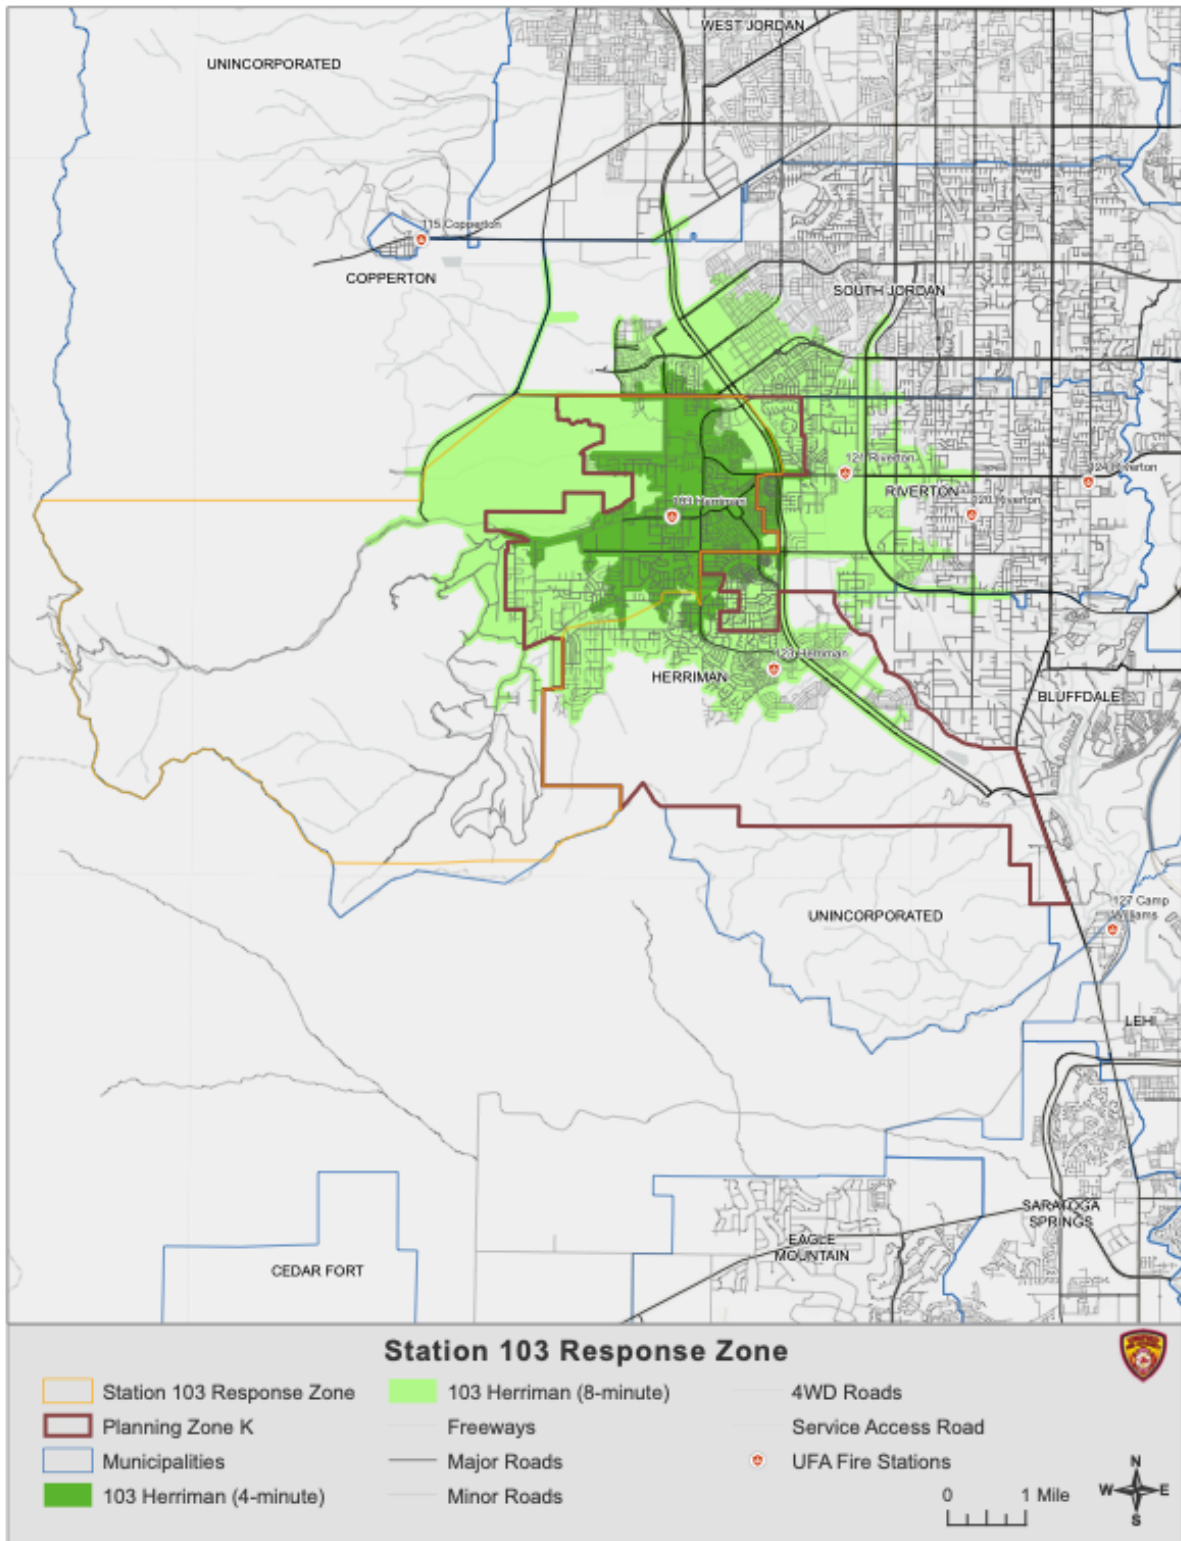 WEST JORDAN
UNINCORPORATED
115 Copperton
COPPERTON
SOUTH JORDAN
121 Riverton
124 Riverton
RIVERTON
103 Herriman
120 Riverton
123 Herriman
HERRIMAN
BLUFFDALE
UNINCORPORATED
127 Camp
Williams
LEHI
SARATOGA
SPRINGS
EAGLE
MOUNTAIN
CEDAR FORT
Station 103 Response Zone
Station 103 Response Zone
Planning Zone K
Municipalities
103 Herriman (4-minute)
103 Herriman (8-minute)
Freeways
Major Roads
Minor Roads
4WD Roads
Service Access Road
UFA Fire Stations
0 1 Mile
N
W E
S